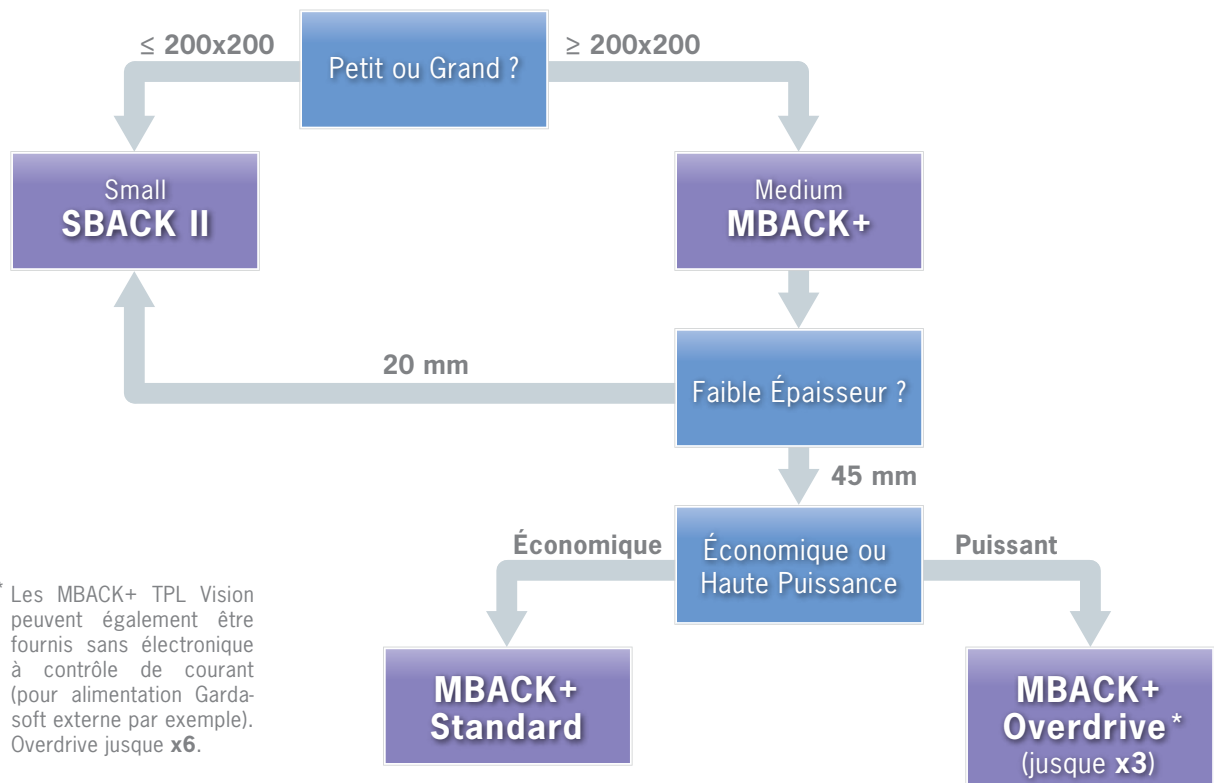 ≤ 200x200
Petit ou Grand ?
≥ 200x200
Small
SBACK II
Medium
MBACK+
20 mm
Faible Épaisseur ?
45 mm
Économique
Économique ou
Haute Puissance
Puissant
* Les MBACK+ TPL Vision
peuvent également être
fournis sans électronique
à contrôle de courant
(pour alimentation Garda-
soft externe par exemple).
Overdrive jusque x6.
MBACK+
Standard
MBACK+
Overdrive*
(jusque x3)